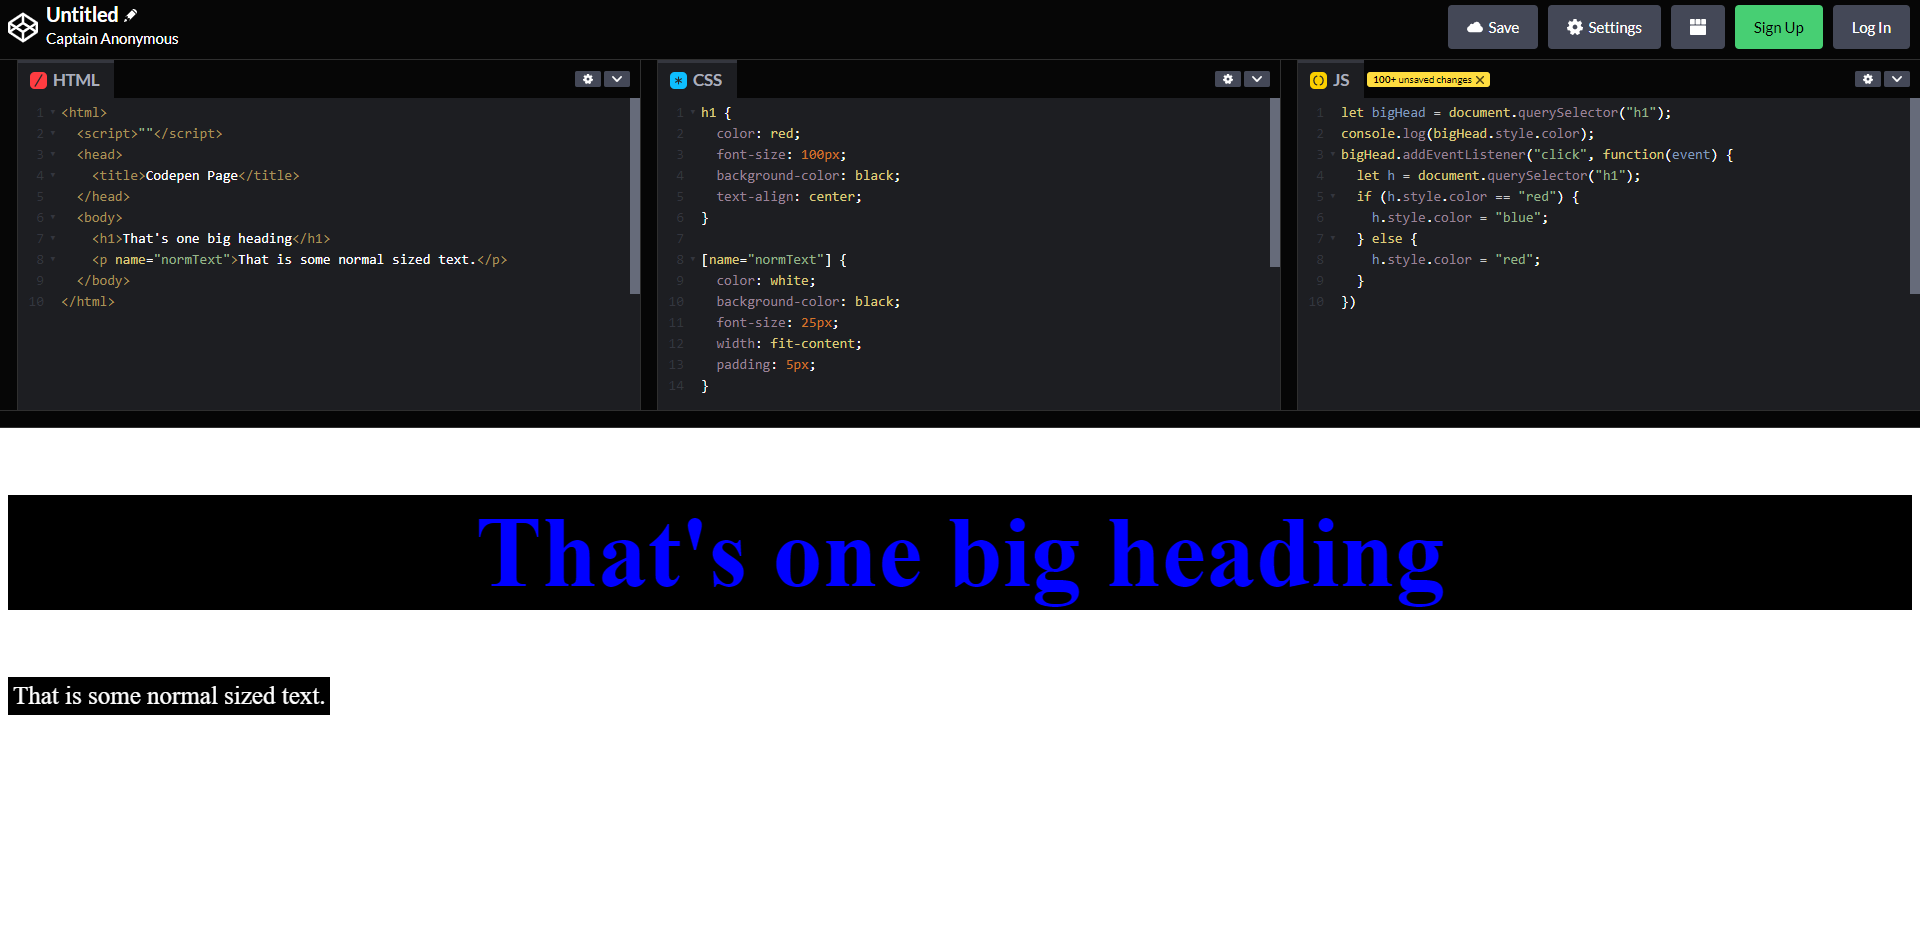 Untitled
Captain Anonymous
Save
Settings
Sign Up
Log In
HTML
1 <html>
2   <script>""</script>
3   <head>
4     <title>Codepen Page</title>
5   </head>
6   <body>
7     <h1>That's one big heading</h1>
8     <p name="normText">That is some normal sized text.</p>
9   </body>
10 </html>
CSS
1 h1 {
2   color: red;
3   font-size: 100px;
4   background-color: black;
5   text-align: center;
6 }
7
8 [name="normText"] {
9   color: white;
10   background-color: black;
11   font-size: 25px;
12   width: fit-content;
13   padding: 5px;
14 }
JS
100+ unsaved changes X
1 let bigHead = document.querySelector("h1");
2 console.log(bigHead.style.color);
3 bigHead.addEventListener("click", function(event) {
4   let h = document.querySelector("h1");
5   if (h.style.color == "red") {
6     h.style.color = "blue";
7   } else {
8     h.style.color = "red";
9   }
10 })
That's one big heading
That is some normal sized text.